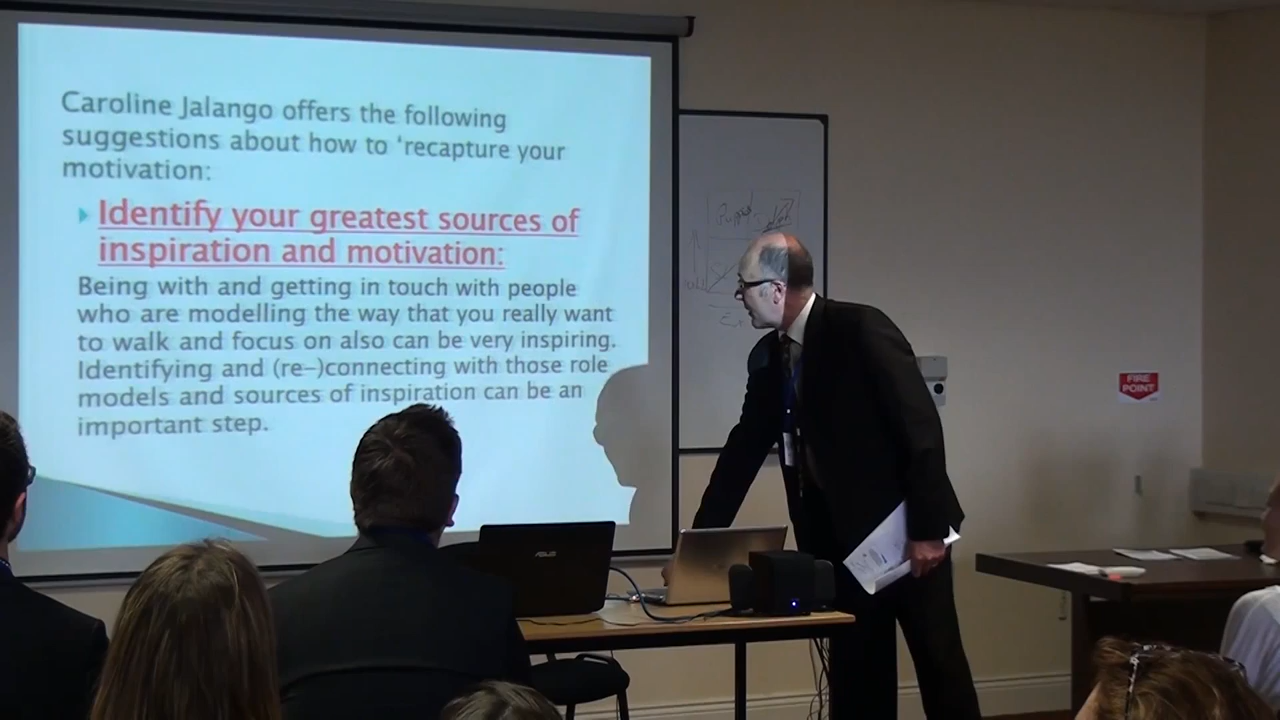 Caroline Jalango offers the following
suggestions about how to ‘recapture your
motivation:
Identify your greatest sources of
inspiration and motivation:
Being with and getting in touch with people
who are modelling the way that you really want
to walk and focus on also can be very inspiring.
Identifying and (re-)connecting with those role
models and sources of inspiration can be an
important step.
ASUS
FIRE
POINT